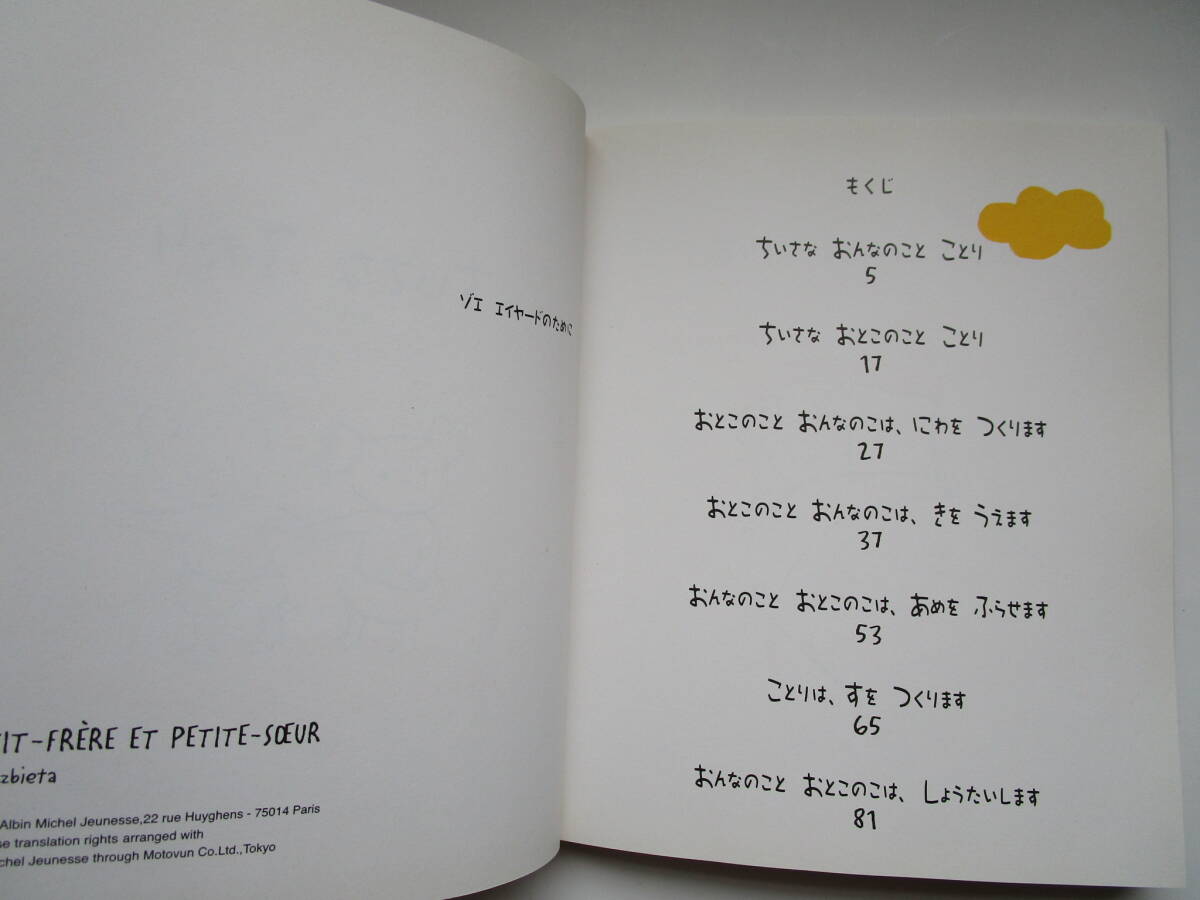 ゾエ エイヤードのために
IT-FRÈRE ET PETITE-SŒUR
zbieta
Albin Michel Jeunesse,22 rue Huyghens - 75014 Paris
se translation rights arranged with
chel Jeunesse through Motovun Co.Ltd.,Tokyo
もくじ
ちいさな おんなのこと ことり
5
ちいさな おとこのこと ことり
17
おとこのこと おんなのこは、にわを つくります
27
おとこのこと おんなのこは、きを うえます
37
おんなのこと おとこのこは、あめを ふらせます
53
ことりは、すを つくります
65
おんなのこと おとこのこは、しょうたいします
81